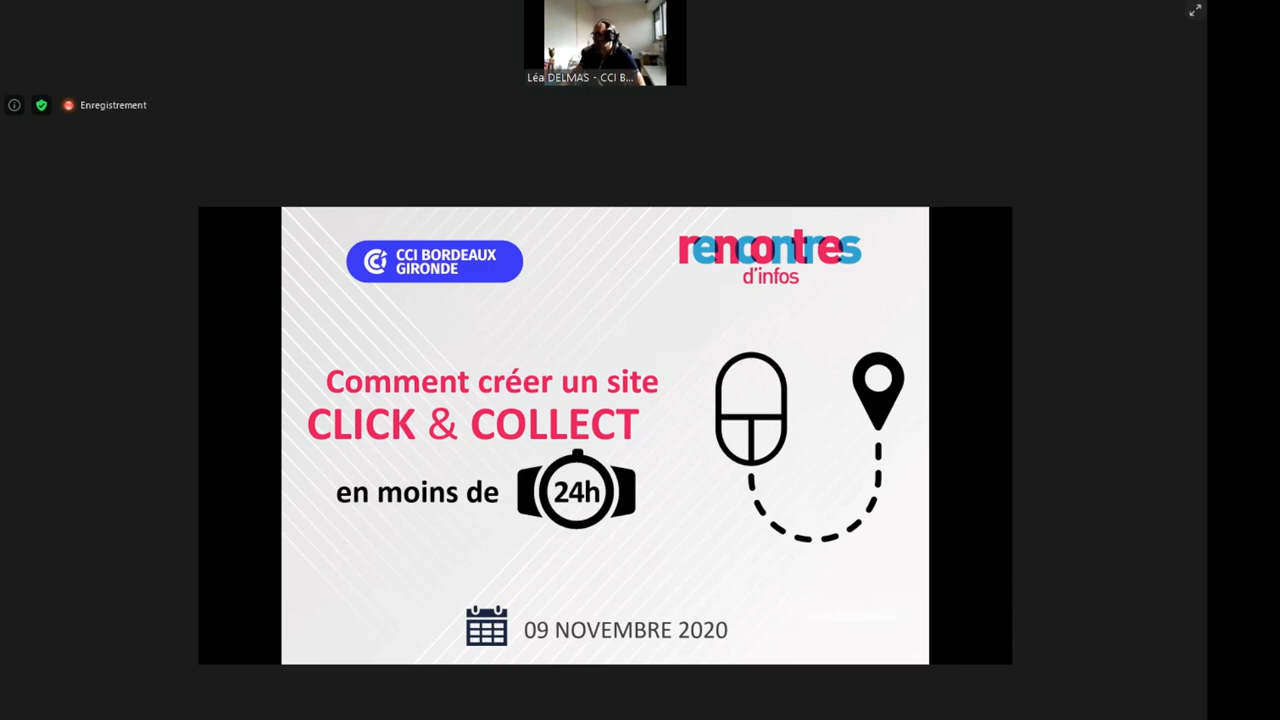 Léa DELMAS - CCI B...
Enregistrement
CCI BORDEAUX
GIRONDE
rencontres
d'infos
Comment créer un site
CLICK & COLLECT
en moins de
24h
09 NOVEMBRE 2020